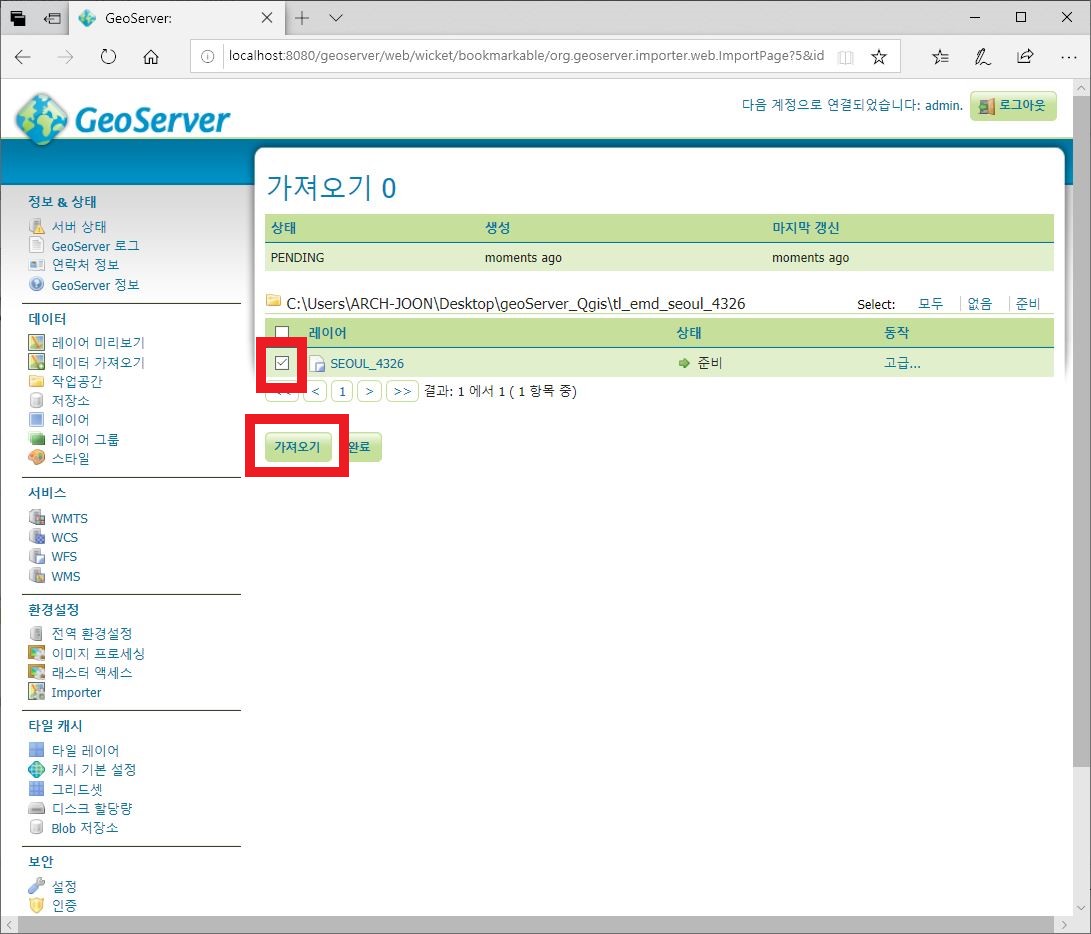 GeoServer:
localhost:8080/geoserver/web/wicket/bookmarkable/org.geoserver.importer.web.ImportPage?5&id
GeoServer
다음 계정으로 연결되었습니다: admin.
로그아웃
정보 & 상태
서버 상태
GeoServer 로그
연락처 정보
GeoServer 정보
데이터
레이어 미리보기
데이터 가져오기
작업공간
저장소
레이어
레이어 그룹
스타일
서비스
WMTS
WCS
WFS
WMS
환경설정
전역 환경설정
이미지 프로세싱
래스터 액세스
Importer
타일 캐시
타일 레이어
캐시 기본 설정
그리드셋
디스크 할당량
Blob 저장소
보안
설정
인증
가져오기 0
상태 생성 마지막 갱신
PENDING moments ago moments ago
C:\Users\ARCH-JOON\Desktop\geoServer_Qgis\tl_emd_seoul_4326 Select: 모두 없음 준비
레이어 상태 동작
SEOUL_4326 준비 고급...
< 1 > >> 결과: 1 에서 1 ( 1 항목 중)
가져오기 완료